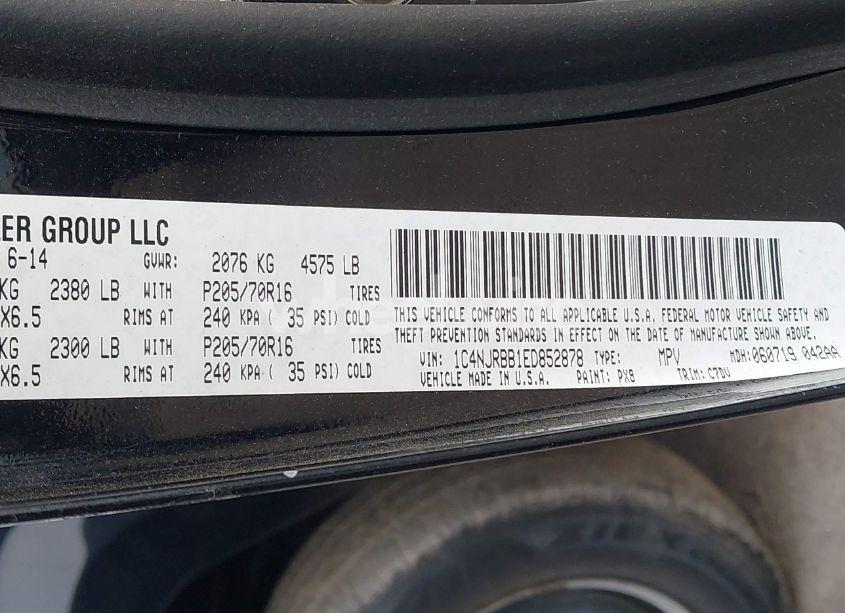 LER GROUP LLC
6-14 GVWR: 2076 KG 4575 LB
KG 2380 LB WITH P205/70R16 TIRES
X6.5 RIMS AT 240 KPA ( 35 PSI) COLD
KG 2300 LB WITH P205/70R16 TIRES
X6.5 RIMS AT 240 KPA ( 35 PSI) COLD
THIS VEHICLE CONFORMS TO ALL APPLICABLE U.S.A. FEDERAL MOTOR VEHICLE SAFETY AND
THEFT PREVENTION STANDARDS IN EFFECT ON THE DATE OF MANUFACTURE SHOWN ABOVE.
VIN: 1C4NJRBB1ED852878 TYPE: MPV MDH: 060719 042AA
VEHICLE MADE IN U.S.A. PAINT: PX8 TRIM: C7DV